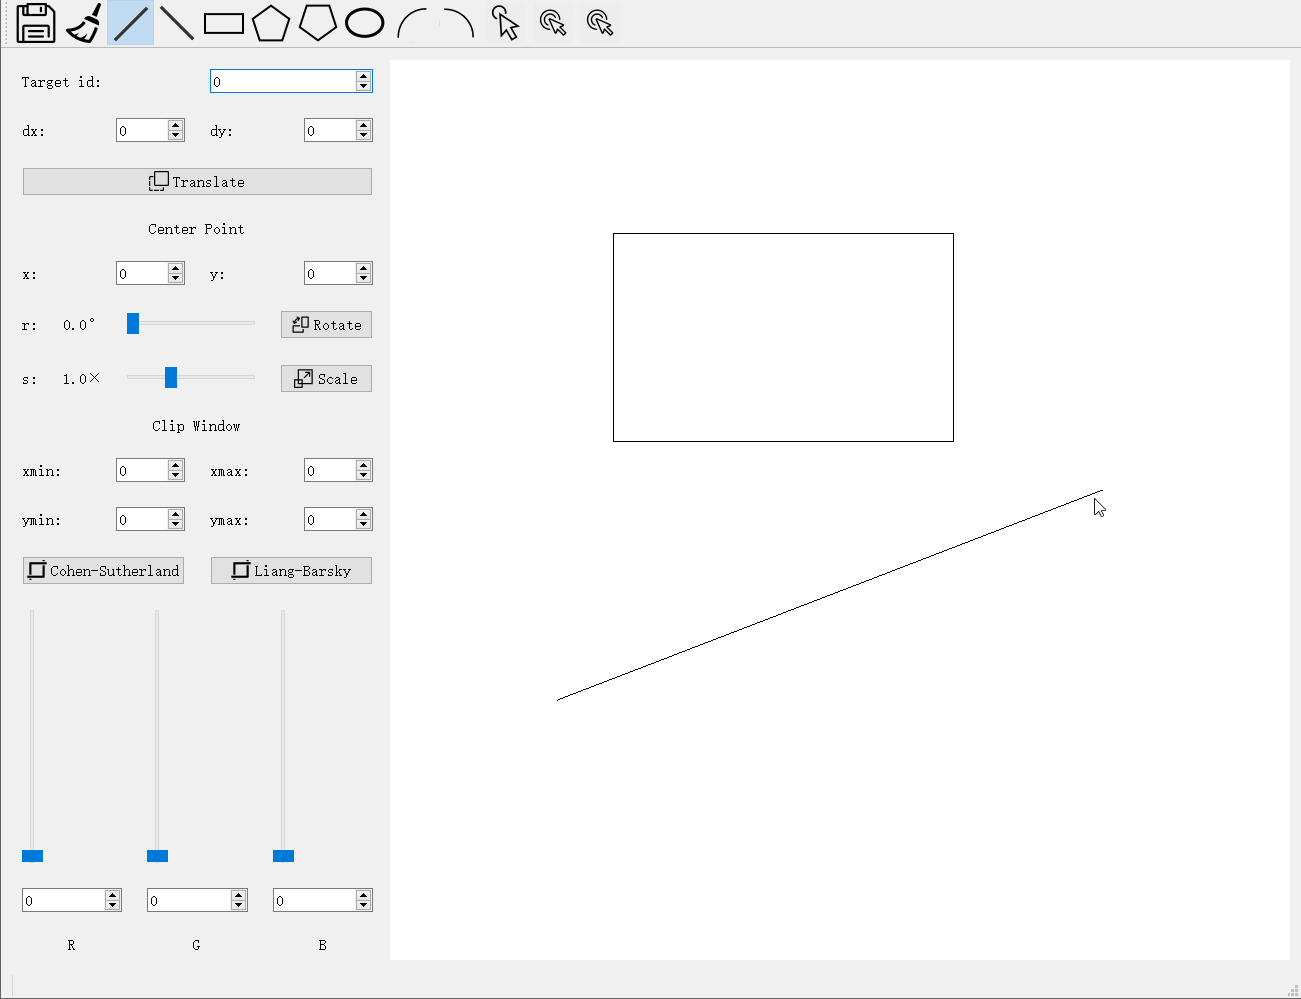 Target id: 0
dx: 0 dy: 0
Translate
Center Point
x: 0 y: 0
r: 0.0° Rotate
s: 1.0× Scale
Clip Window
xmin: 0 xmax: 0
ymin: 0 ymax: 0
Cohen-Sutherland Liang-Barsky
0 0 0
R G B